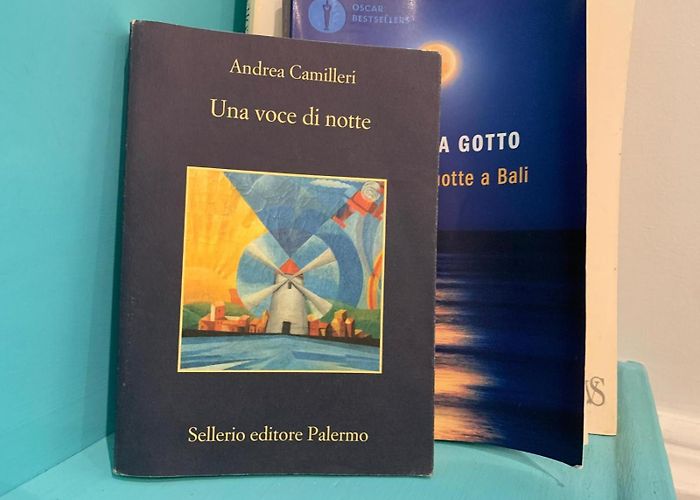 Andrea Camilleri
Una voce di notte
Sellerio editore Palermo
OSCAR
BESTSELLERS
A GOTTO
notte a Bali